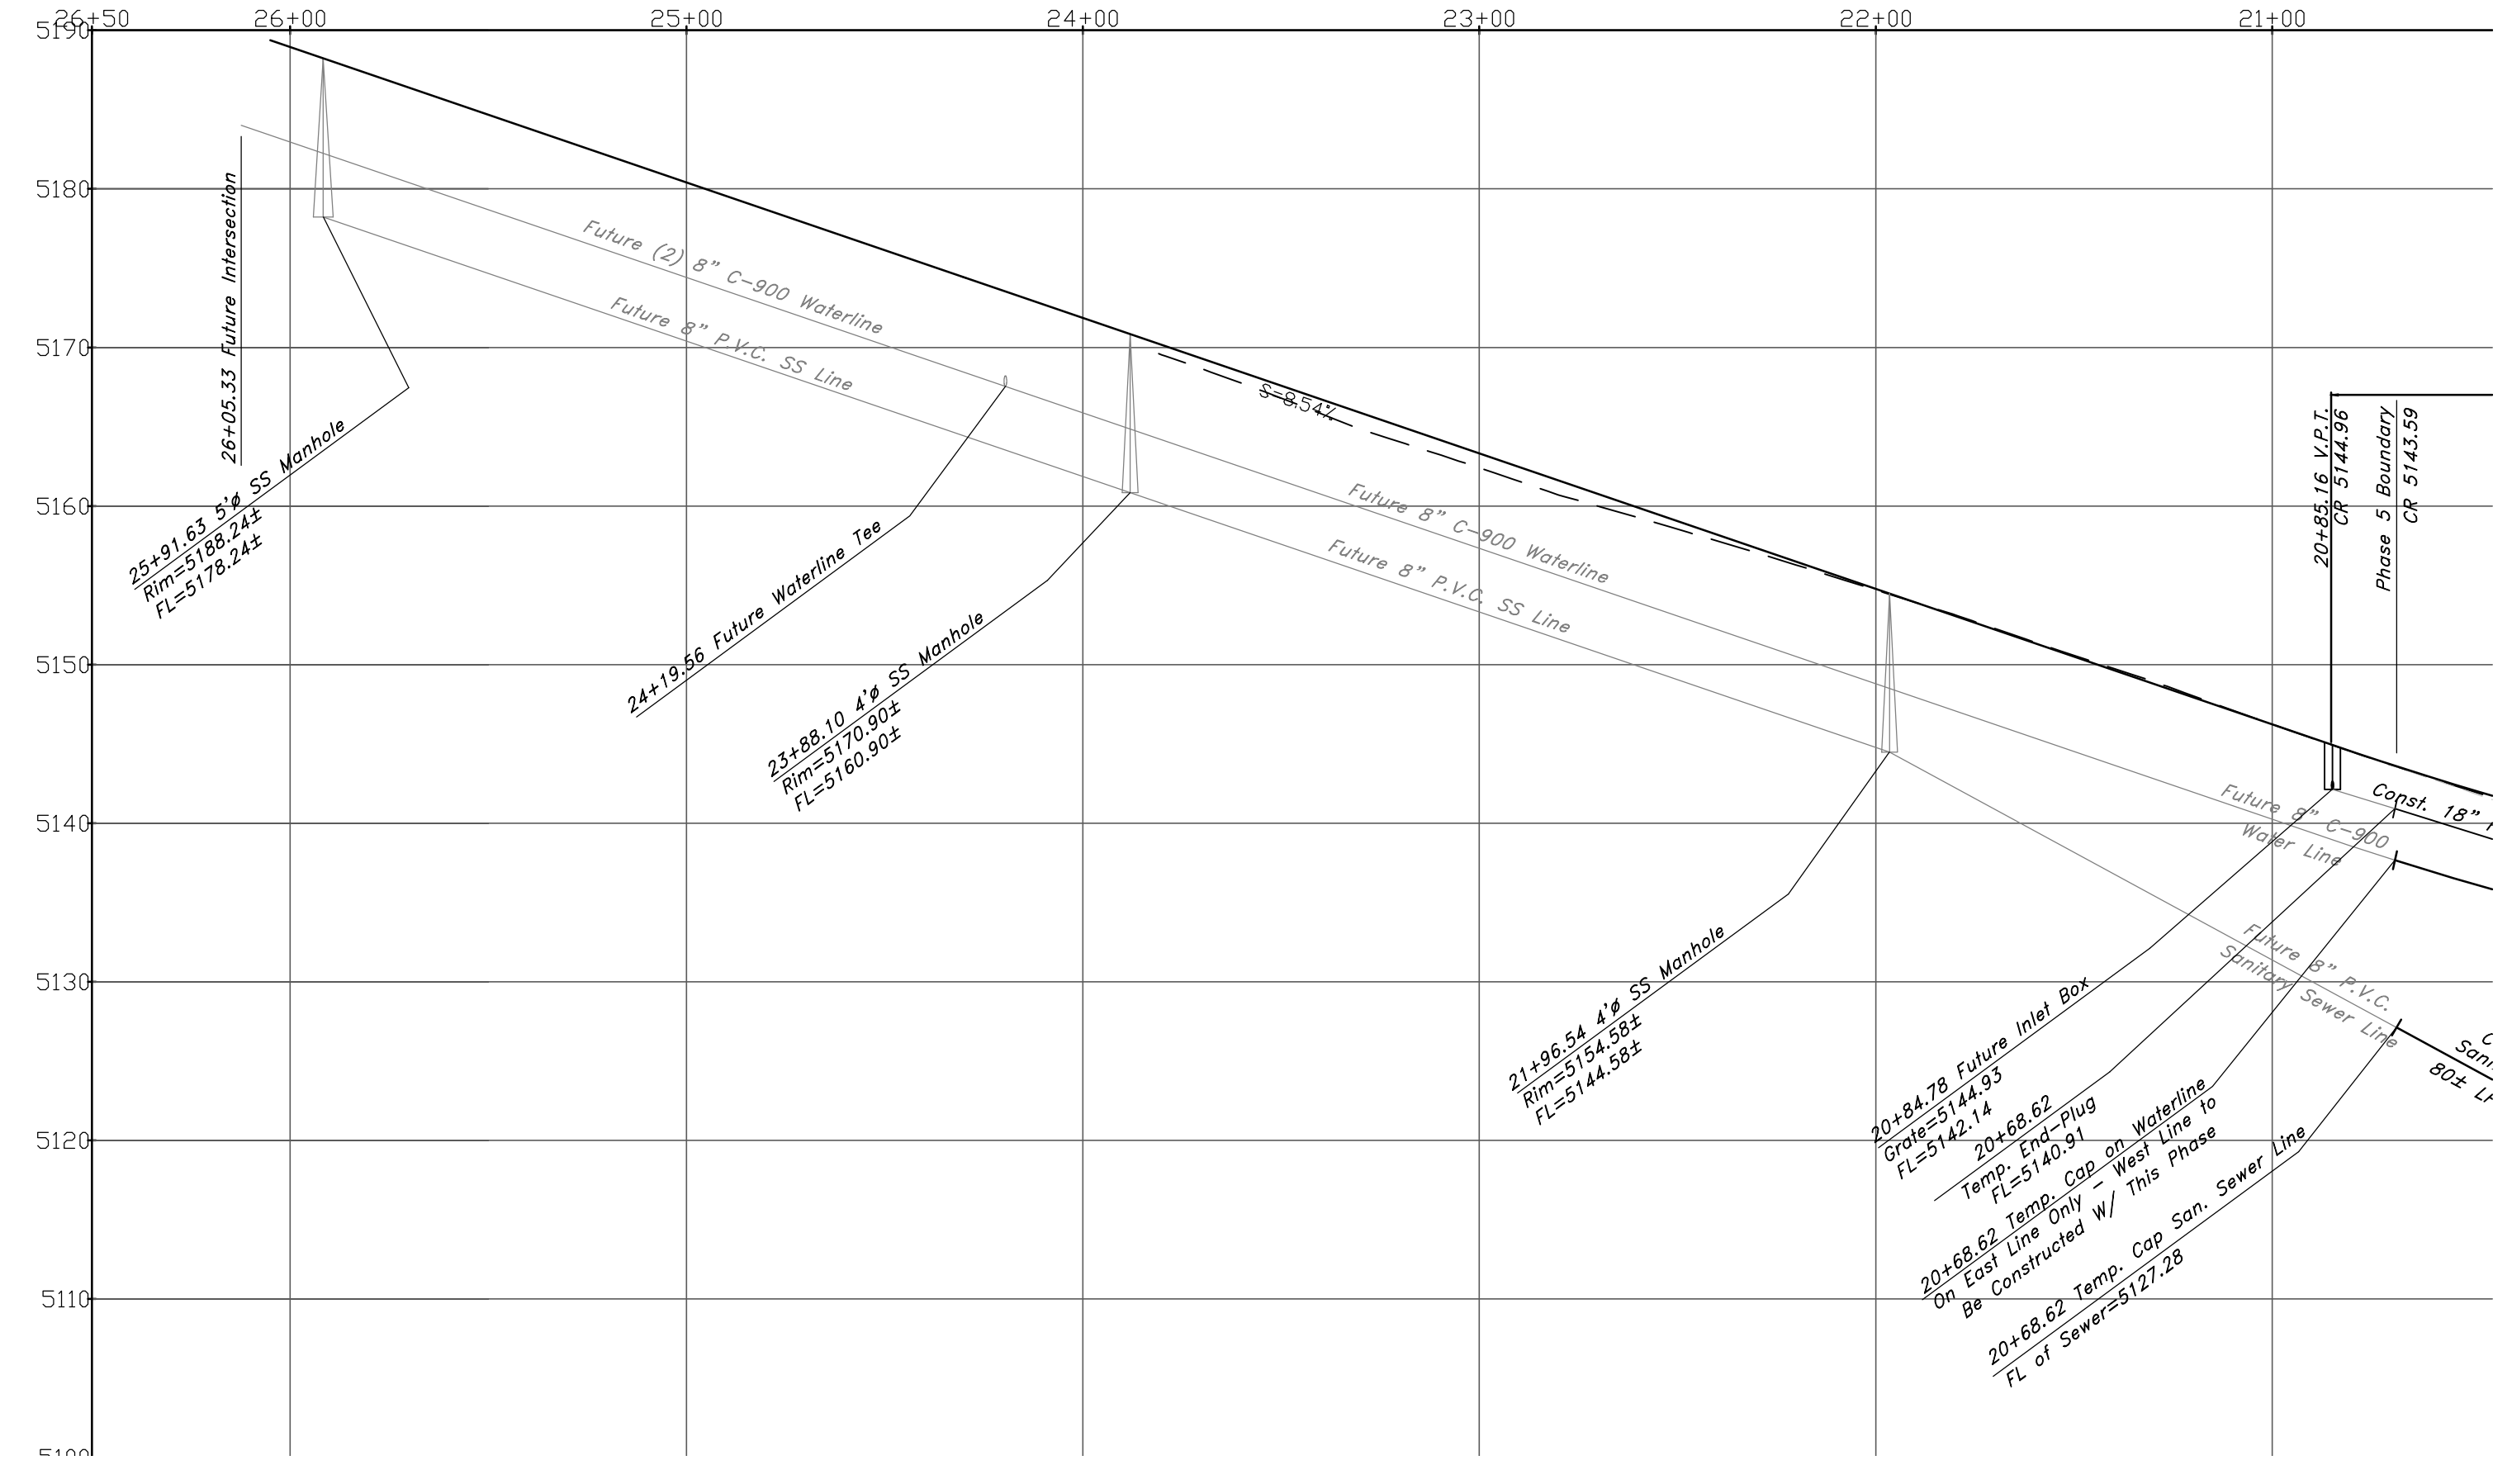 26+50
26+00
25+00
24+00
23+00
22+00
21+00
5190
5180
5170
5160
5150
5140
5130
5120
5110
5100
26+05.33 Future Intersection
25+91.63 5'ø SS Manhole
Rim=5188.24±
FL=5178.24±
Future (2) 8" C-900 Waterline
Future 8" P.V.C. SS Line
24+19.56 Future Waterline Tee
23+88.10 4'ø SS Manhole
Rim=5170.90±
FL=5160.90±
S=8.54%
Future 8" C-900 Waterline
Future 8" P.V.C. SS Line
21+96.54 4'ø SS Manhole
Rim=5154.58±
FL=5144.58±
20+85.16 V.P.T.
CR 5144.96
Phase 5 Boundary
CR 5143.59
Const. 18"
Future 8" C-900
Water Line
Future 8" P.V.C.
Sanitary Sewer Line
80±
20+84.78 Future Inlet Box
Grate=5144.93
FL=5142.14
20+68.62
Temp. End-Plug
FL=5140.91
20+68.62 Temp. Cap on Waterline
On East Line Only - West Line to
Be Constructed W/ This Phase
20+68.62 Temp. Cap San. Sewer Line
FL of Sewer=5127.28